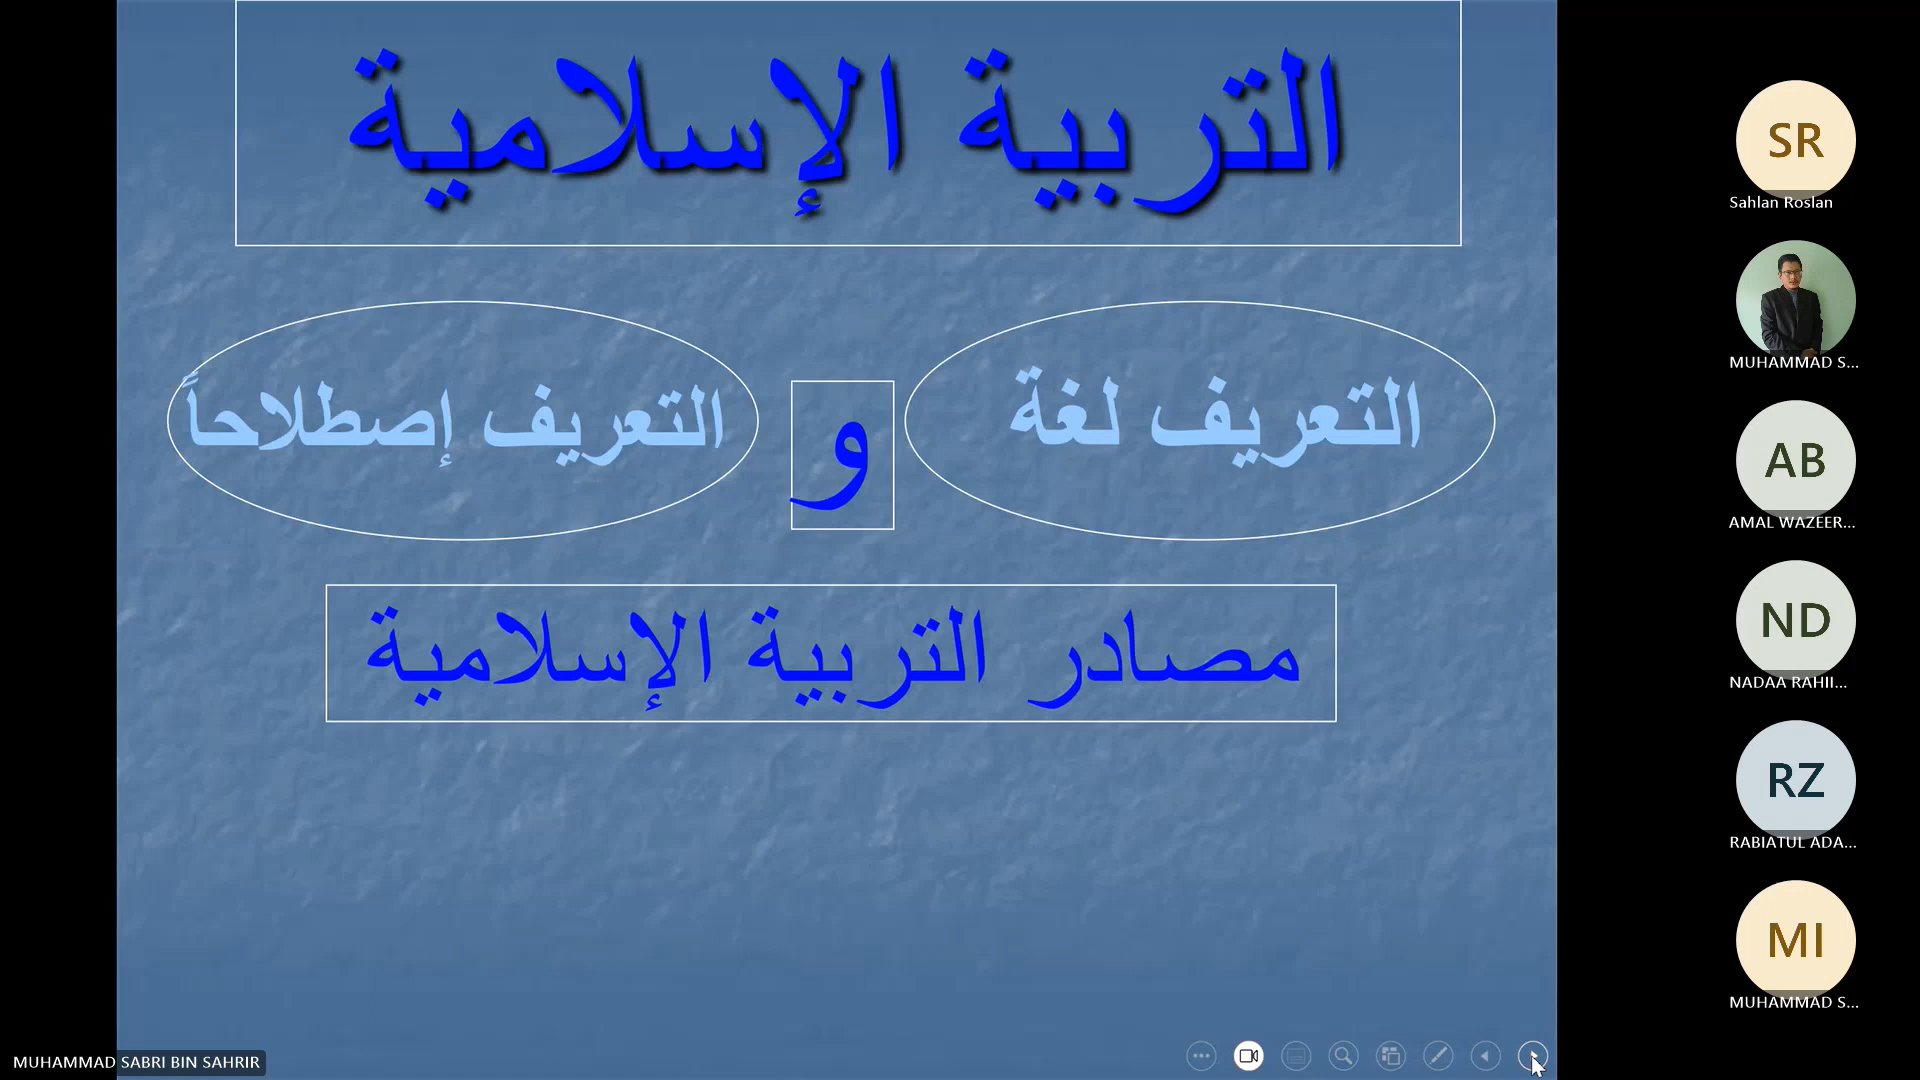 التربية الإسلامية
التعريف لغة
و
التعريف إصطلاحاً
مصادر التربية الإسلامية
SR
Sahlan Roslan
MUHAMMAD S...
AB
AMAL WAZEER...
ND
NADAA RAHII...
RZ
RABIATUL ADA...
MI
MUHAMMAD S...
MUHAMMAD SABRI BIN SAHRIR